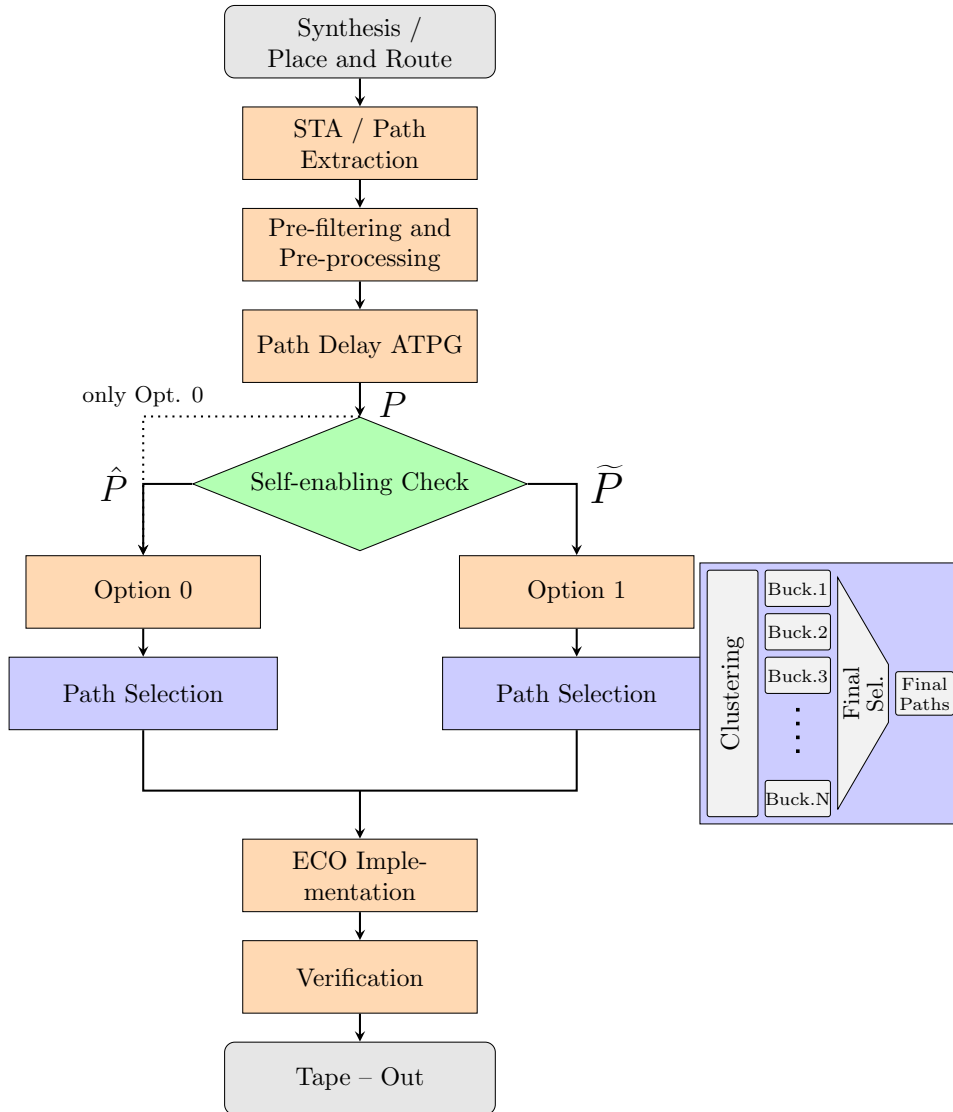 Synthesis /
Place and Route
STA / Path
Extraction
Pre-filtering and
Pre-processing
Path Delay ATPG
only Opt. 0
P
P̂
Self-enabling Check
P̃
Option 0
Option 1
Path Selection
Path Selection
Clustering
Buck.1
Buck.2
Buck.3
Buck.N
Final
Sel.
Final
Paths
ECO Imple-
mentation
Verification
Tape – Out